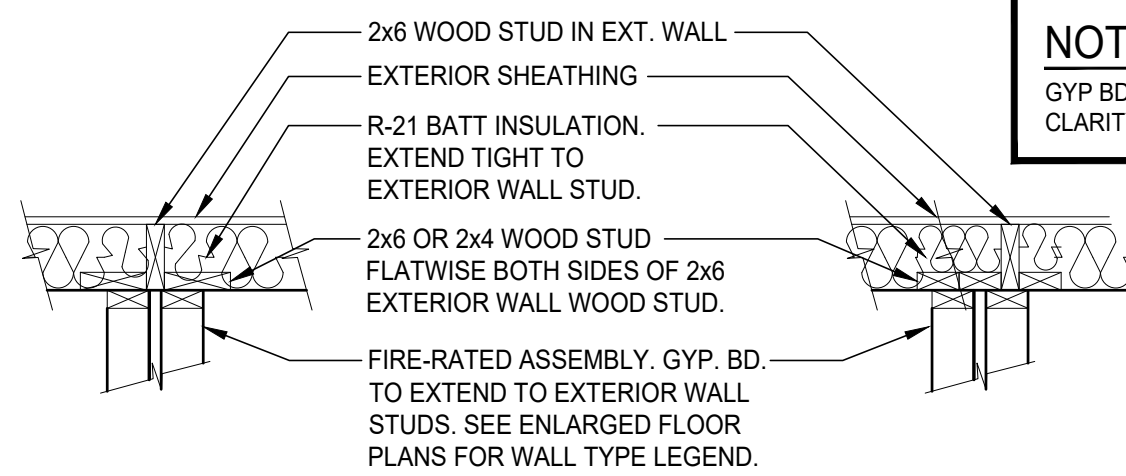 2x6 WOOD STUD IN EXT. WALL
EXTERIOR SHEATHING
R-21 BATT INSULATION.
EXTEND TIGHT TO
EXTERIOR WALL STUD.
2x6 OR 2x4 WOOD STUD
FLATWISE BOTH SIDES OF 2x6
EXTERIOR WALL WOOD STUD.
FIRE-RATED ASSEMBLY. GYP. BD.
TO EXTEND TO EXTERIOR WALL
STUDS. SEE ENLARGED FLOOR
PLANS FOR WALL TYPE LEGEND.
NOT
GYP BD
CLARIT